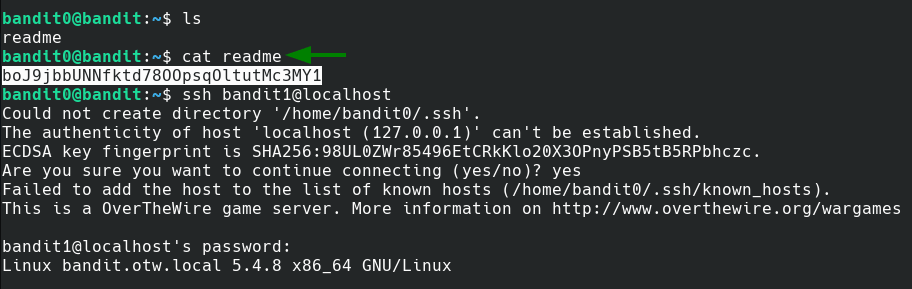 bandit0@bandit:~$ ls
readme
bandit0@bandit:~$ cat readme
boJ9jbbUNNfktd78OOpsqOltutMc3MY1
bandit0@bandit:~$ ssh bandit1@localhost
Could not create directory '/home/bandit0/.ssh'.
The authenticity of host 'localhost (127.0.0.1)' can't be established.
ECDSA key fingerprint is SHA256:98UL0ZWr85496EtCRkKlo20X3OPnyPSB5tB5RPbhczc.
Are you sure you want to continue connecting (yes/no)? yes
Failed to add the host to the list of known hosts (/home/bandit0/.ssh/known_hosts).
This is a OverTheWire game server. More information on http://www.overthewire.org/wargames
bandit1@localhost's password:
Linux bandit.otw.local 5.4.8 x86_64 GNU/Linux